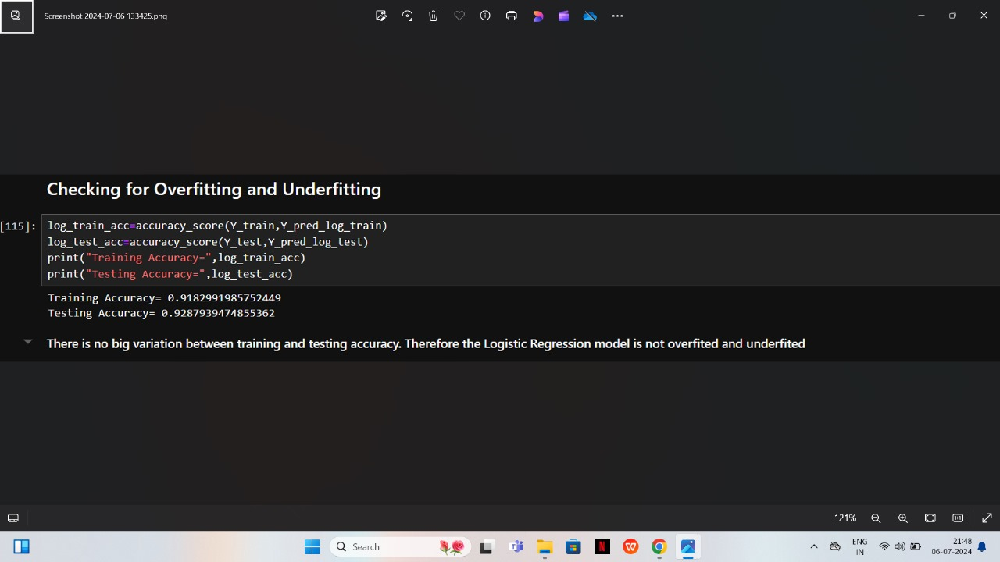 Screenshot 2024-07-06 133425.png
Checking for Overfitting and Underfitting
[115]:
log_train_acc=accuracy_score(Y_train,Y_pred_log_train)
log_test_acc=accuracy_score(Y_test,Y_pred_log_test)
print("Training Accuracy=",log_train_acc)
print("Testing Accuracy=",log_test_acc)
Training Accuracy= 0.9182991985752449
Testing Accuracy= 0.9287939474855362
There is no big variation between training and testing accuracy. Therefore the Logistic Regression model is not overfited and underfited
121%
1:1
Search
N
W
ENG
IN
21:48
06-07-2024